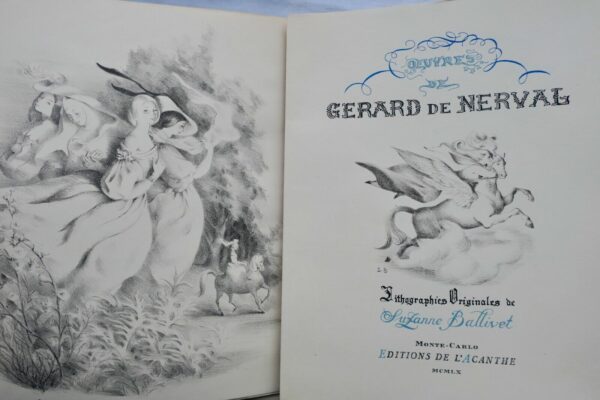 ŒUVRES
DE
GERARD DE NERVAL
S B
Lithographies Originales de
Suzanne Ballivet
MONTE-CARLO
EDITIONS DE L'ACANTHE
MCMLX